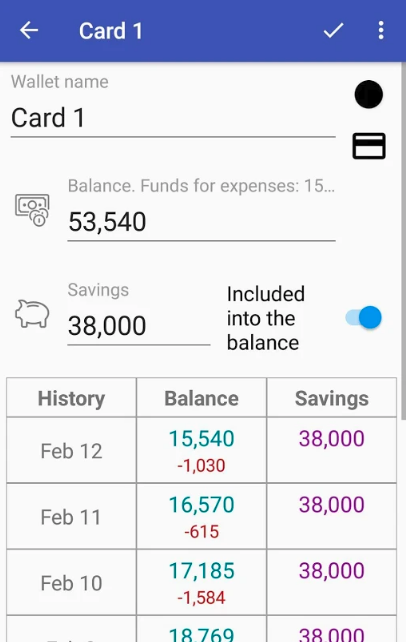 Card 1
Wallet name
Card 1
Balance. Funds for expenses: 15...
53,540
Savings
38,000
Included
into the
balance
History Balance Savings
Feb 12 15,540 38,000
-1,030
Feb 11 16,570 38,000
-615
Feb 10 17,185 38,000
-1,584
18,769 38,000